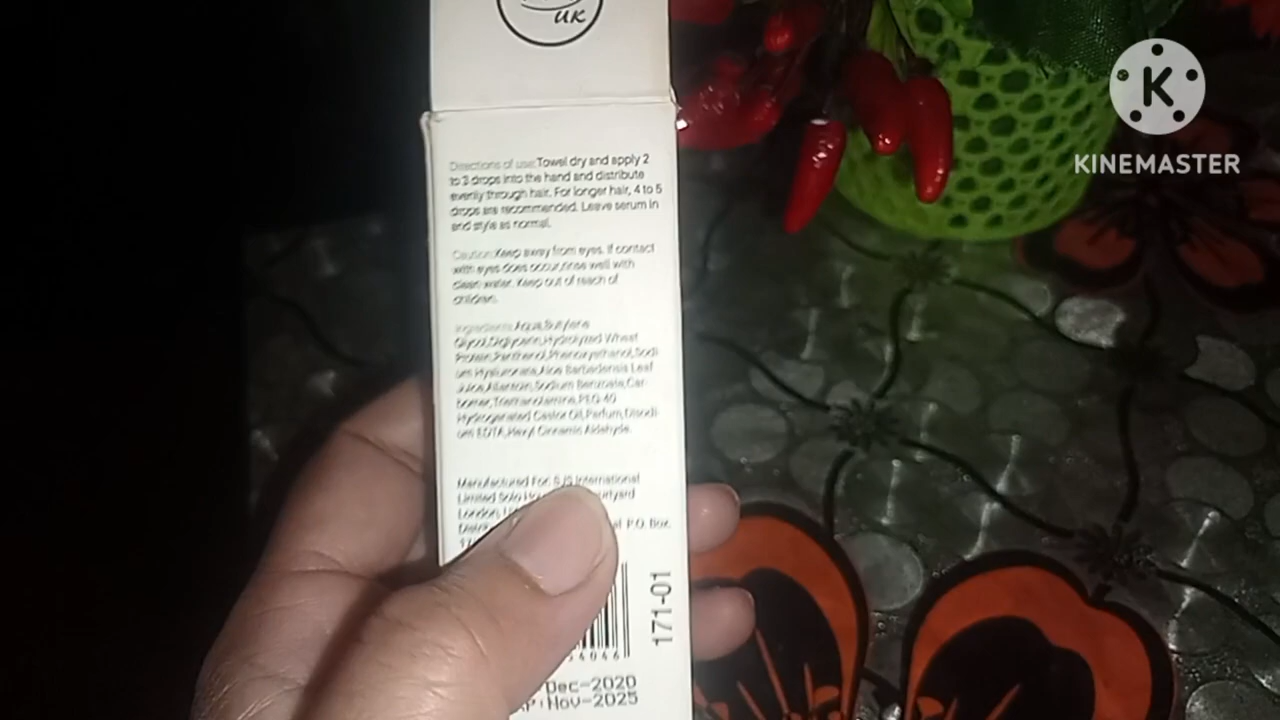 UK
Directions of use:Towel dry and apply 2
to 3 drops into the hand and distribute
evenly through hair. For longer hair, 4 to 5
drops are recommended. Leave serum in
and style as normal.
Caution:Keep away from eyes. If contact
with eyes does occur,rinse well with
clean water. Keep out of reach of
children.
Ingredients:Aqua,Butylene
Glycol,Diglycerin,Hydrolyzed Wheat
Protein,Panthenol,Phenoxyethanol,Sodi-
um Hyaluronate,Aloe Barbadensis Leaf
Juice,Allantoin,Sodium Benzoate,Car-
bomer,Triethanolamine,PEG-40
Hydrogenated Castor Oil,Parfum,Disodi-
um EDTA,Hexyl Cinnamic Aldehyde.
Manufactured For: SJS International
Limited Solo
London,
P.O. Box.
171-01
4046
Dec-2020
Nov-2025
K
KINEMASTER